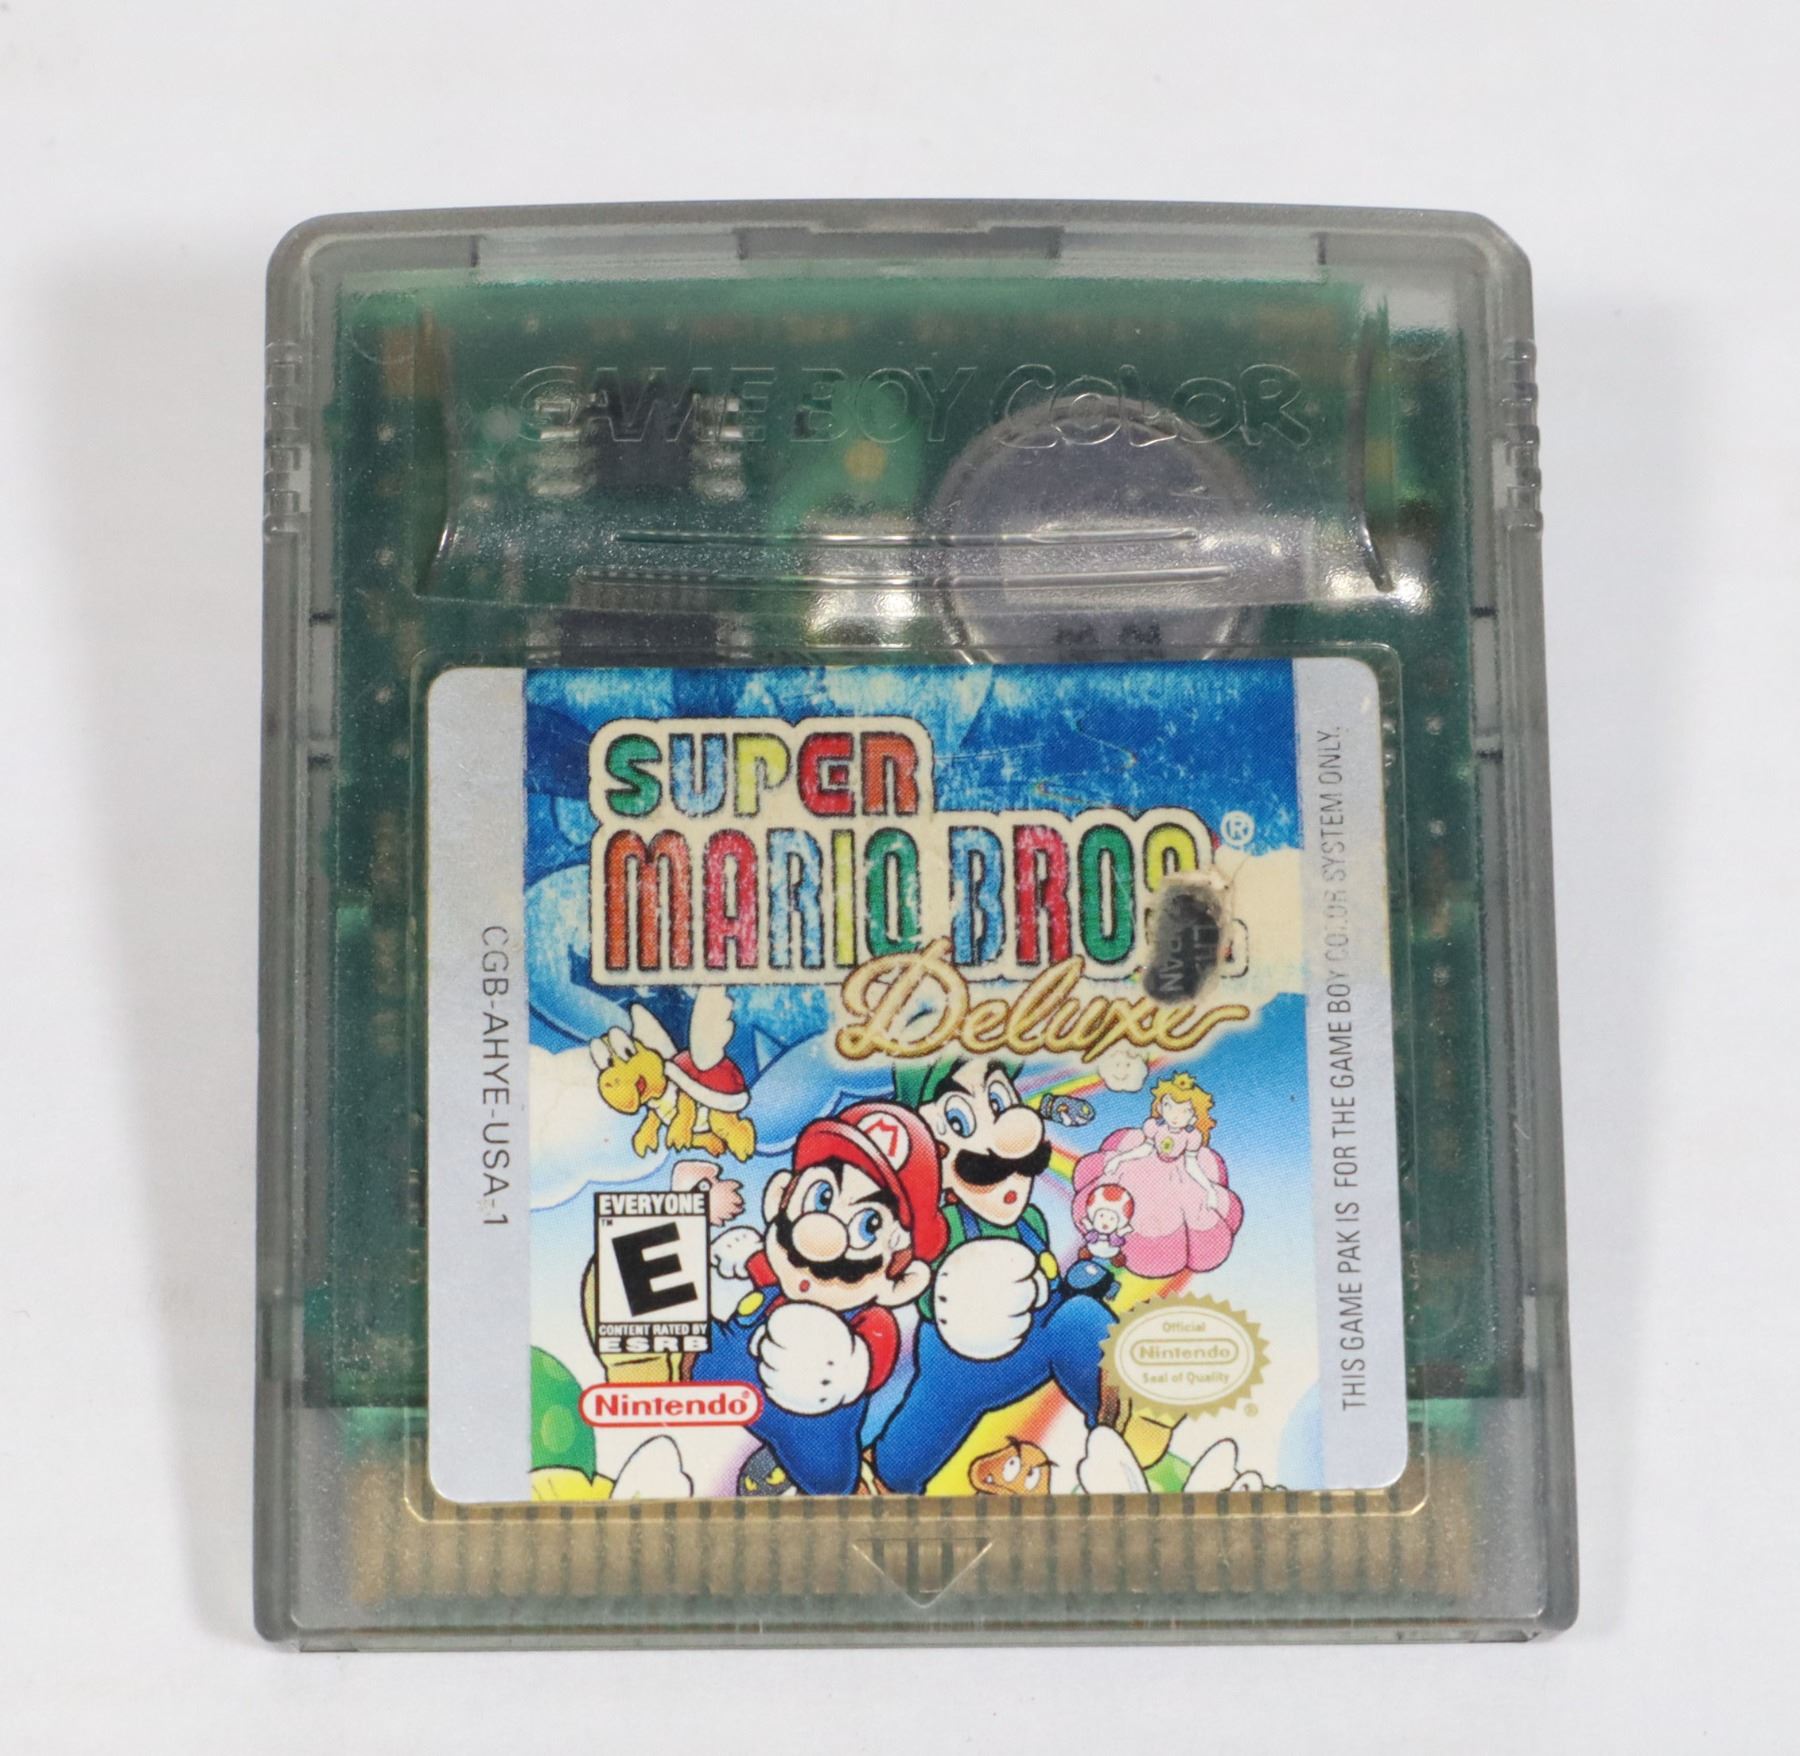 GAME BOY COLOR
SUPER
MARIO BROS
®
Deluxe
CGB-AHYE-USA-1
THIS GAME PAK IS FOR THE GAME BOY COLOR SYSTEM ONLY.
M
EVERYONE
™
E
CONTENT RATED BY
ESRB
Nintendo®
Official
Nintendo
Seal of Quality
®